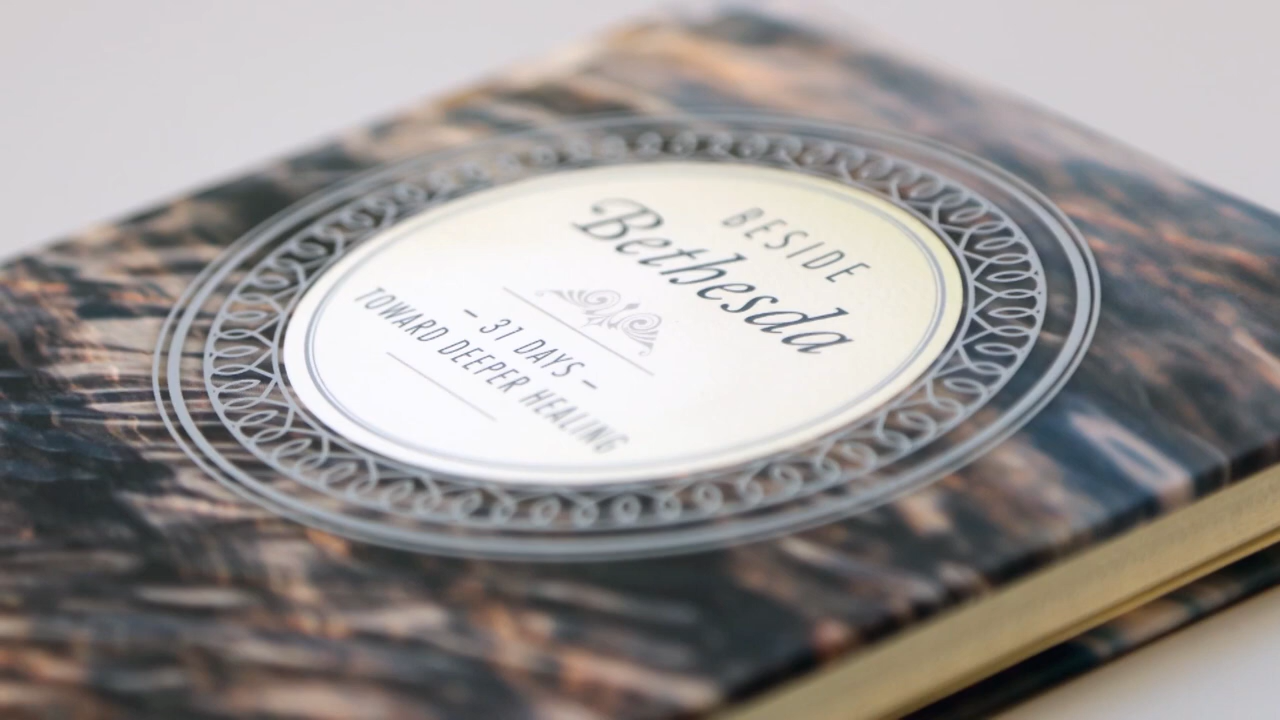 BESIDE
Bethesda
– 31 DAYS –
TOWARD DEEPER HEALING